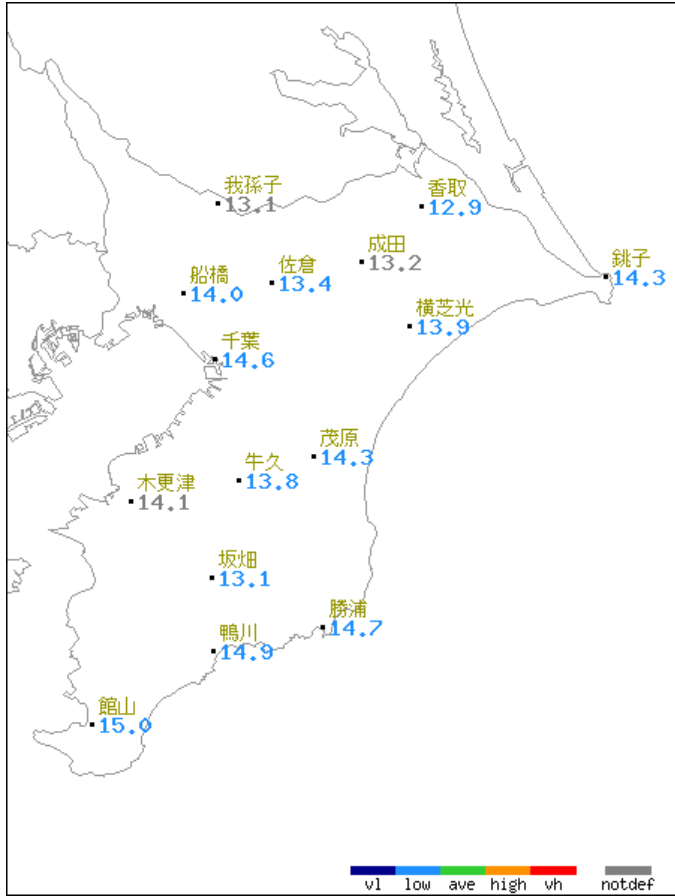 我孫子
13.1
香取
12.9
成田
13.2
佐倉
13.4
船橋
14.0
銚子
14.3
横芝光
13.9
千葉
14.6
茂原
14.3
牛久
13.8
木更津
14.1
坂畑
13.1
勝浦
14.7
鴨川
14.9
館山
15.0
vl low ave high vh notdef